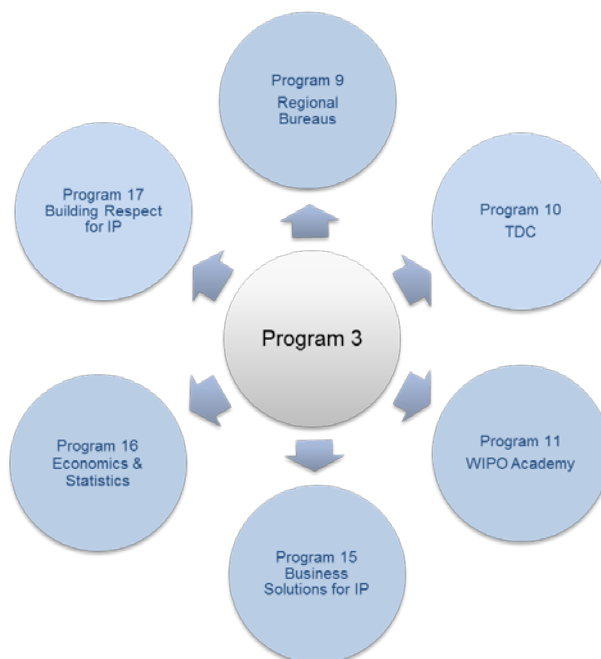 Program 9
Regional
Bureaus
Program 17
Building Respect
for IP
Program 10
TDC
Program 3
Program 16
Economics &
Statistics
Program 11
WIPO Academy
Program 15
Business
Solutions for IP